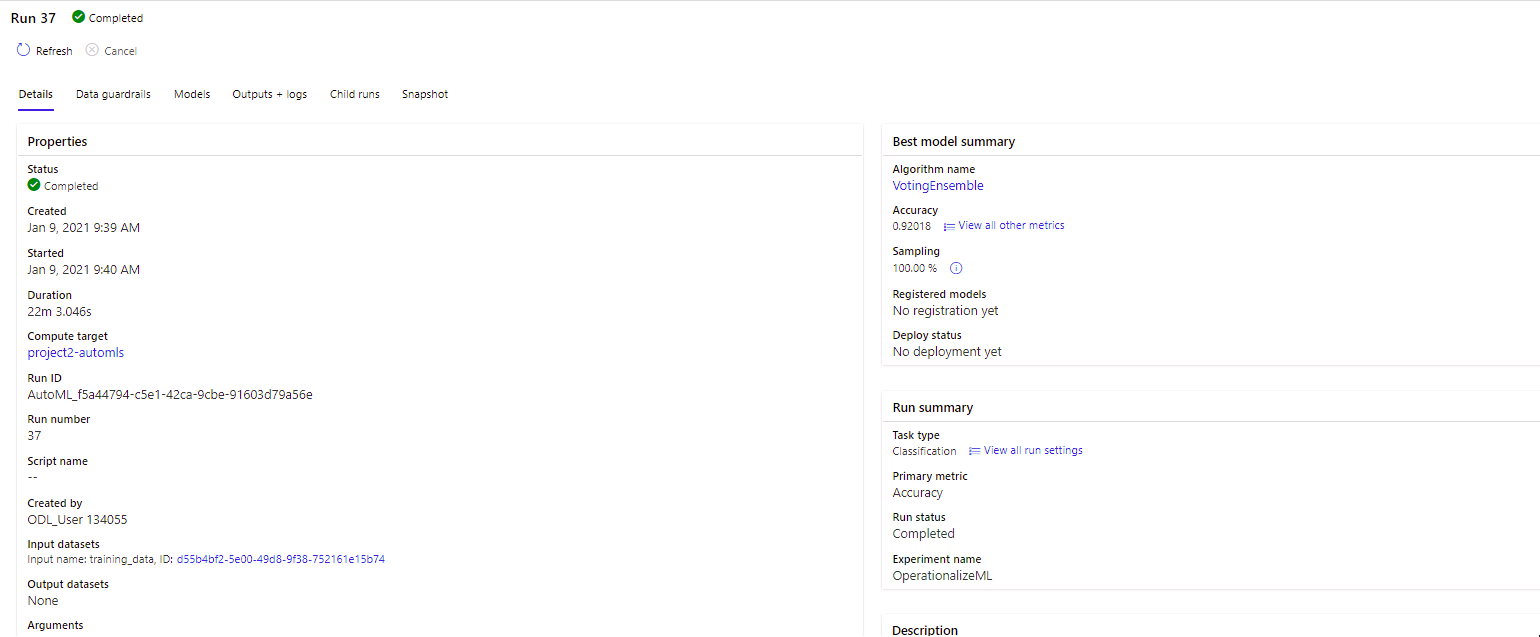 Run 37 Completed
Refresh Cancel
Details Data guardrails Models Outputs + logs Child runs Snapshot
Properties
Status
Completed
Created
Jan 9, 2021 9:39 AM
Started
Jan 9, 2021 9:40 AM
Duration
22m 3.046s
Compute target
project2-automls
Run ID
AutoML_f5a44794-c5e1-42ca-9cbe-91603d79a56e
Run number
37
Script name
--
Created by
ODL_User 134055
Input datasets
Input name: training_data, ID: d55b4bf2-5e00-49d8-9f38-752161e15b74
Output datasets
None
Arguments
Best model summary
Algorithm name
VotingEnsemble
Accuracy
0.92018 View all other metrics
Sampling
100.00 %
Registered models
No registration yet
Deploy status
No deployment yet
Run summary
Task type
Classification View all run settings
Primary metric
Accuracy
Run status
Completed
Experiment name
OperationalizeML
Description